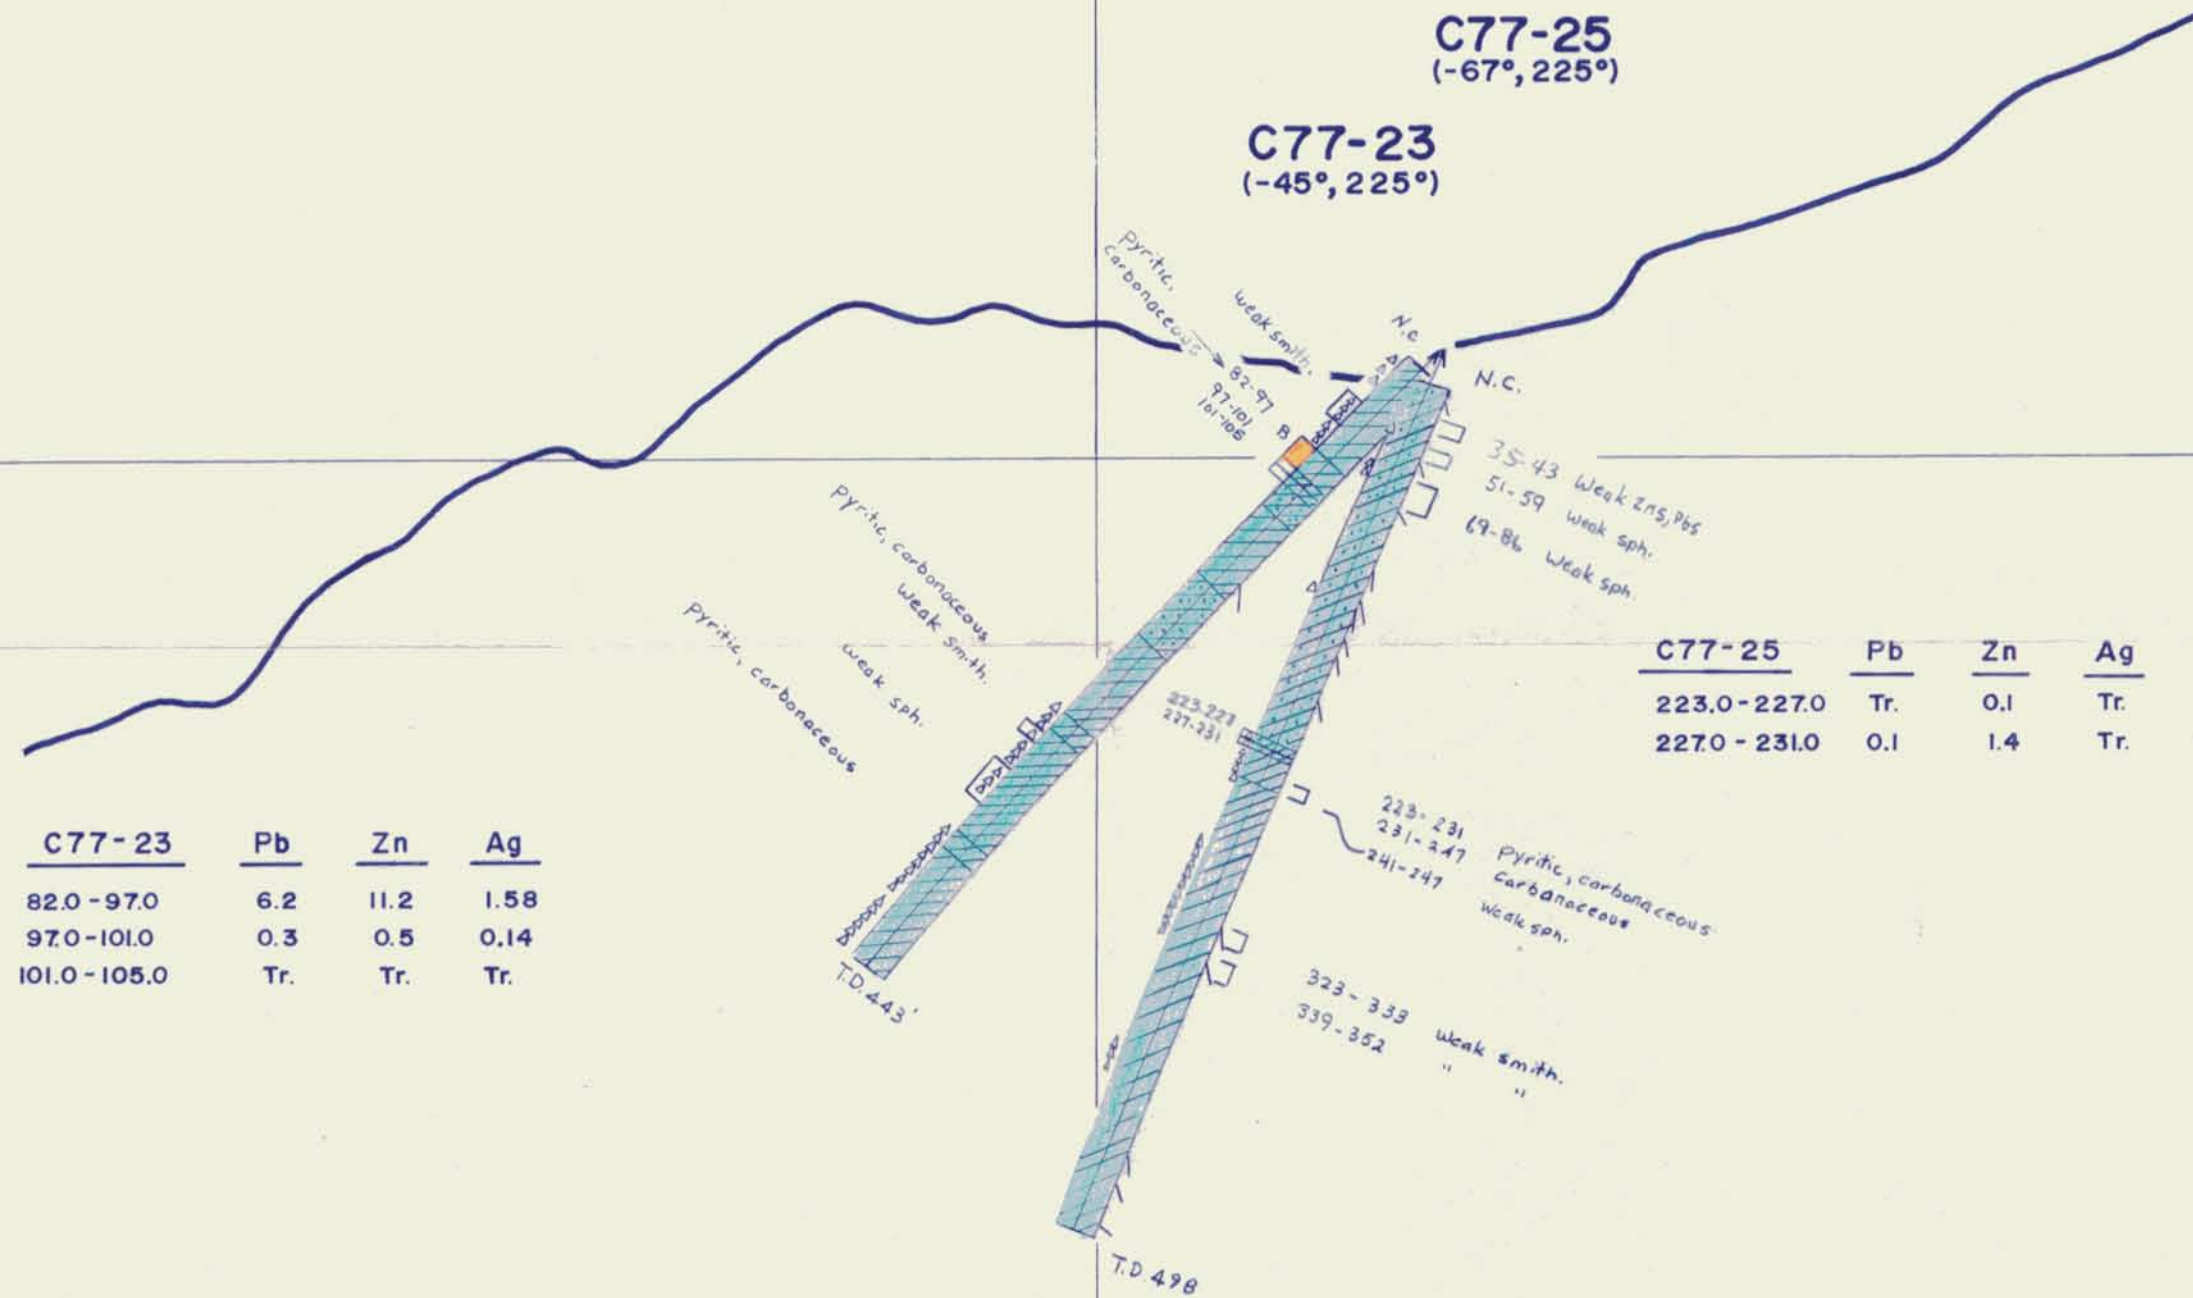 C77-25
(-67°, 225°)
C77-23
(-45°, 225°)
Pyritic,
carbonaceous
weak smith.
N.C.
N.C.
82-97
97-101
101-105
B
35-43 Weak ZnS, PbS
51-59 weak sph.
69-86 Weak sph.
Pyritic, carbonaceous
Weak smith.
weak sph.
Pyritic, carbonaceous
223-227
227-231
C77-25 Pb Zn Ag
223.0-227.0 Tr. 0.1 Tr.
227.0-231.0 0.1 1.4 Tr.
223-231 Pyritic, carbonaceous
231-247 Carbonaceous
241-247 Weak sph.
C77-23 Pb Zn Ag
82.0-97.0 6.2 11.2 1.58
97.0-101.0 0.3 0.5 0.14
101.0-105.0 Tr. Tr. Tr.
T.D. 443'
323-333 Weak smith.
339-352 " "
T.D. 498